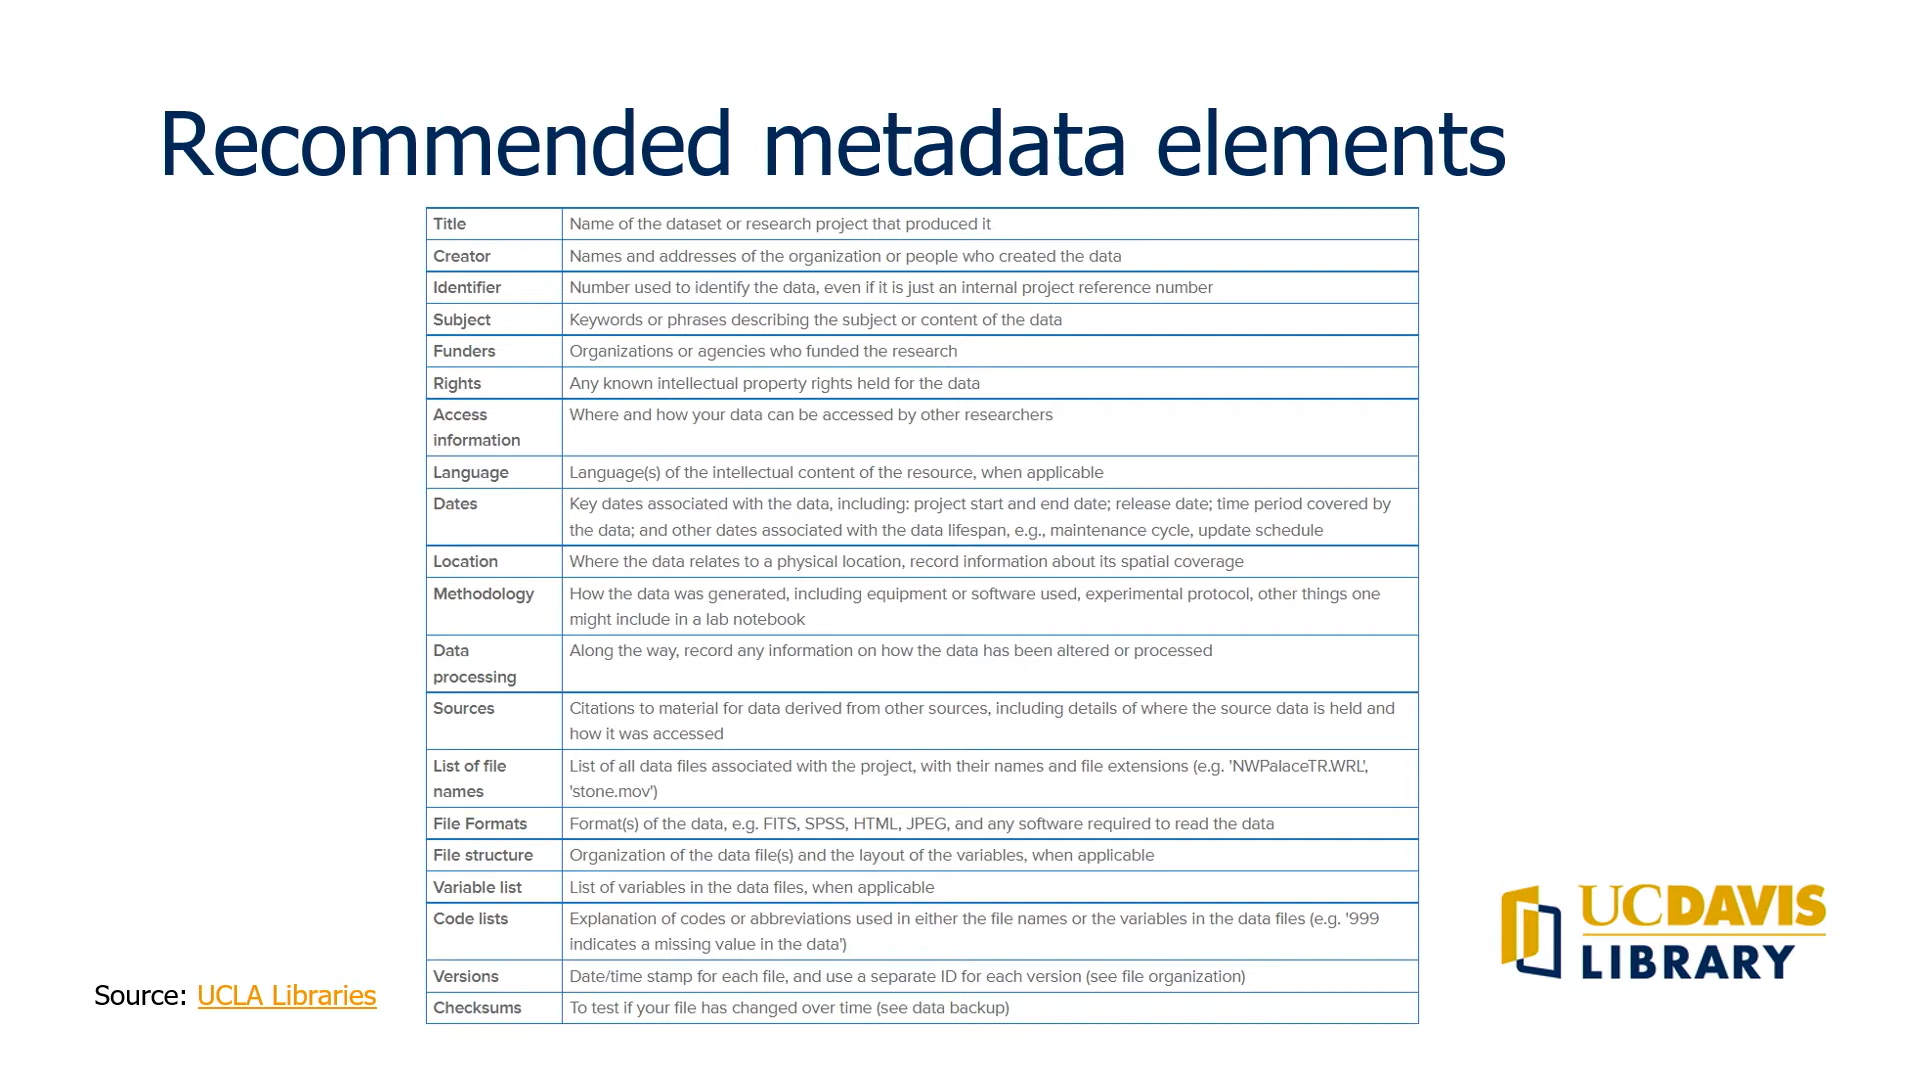 Recommended metadata elements
Title Name of the dataset or research project that produced it
Creator Names and addresses of the organization or people who created the data
Identifier Number used to identify the data, even if it is just an internal project reference number
Subject Keywords or phrases describing the subject or content of the data
Funders Organizations or agencies who funded the research
Rights Any known intellectual property rights held for the data
Access Where and how your data can be accessed by other researchers
information
Language Language(s) of the intellectual content of the resource, when applicable
Dates Key dates associated with the data, including: project start and end date; release date; time period covered by
the data; and other dates associated with the data lifespan, e.g., maintenance cycle, update schedule
Location Where the data relates to a physical location, record information about its spatial coverage
Methodology How the data was generated, including equipment or software used, experimental protocol, other things one
might include in a lab notebook
Data Along the way, record any information on how the data has been altered or processed
processing
Sources Citations to material for data derived from other sources, including details of where the source data is held and
how it was accessed
List of file List of all data files associated with the project, with their names and file extensions (e.g. 'NWPalaceTR.WRL',
names 'stone.mov')
File Formats Format(s) of the data, e.g. FITS, SPSS, HTML, JPEG, and any software required to read the data
File structure Organization of the data file(s) and the layout of the variables, when applicable
Variable list List of variables in the data files, when applicable
Code lists Explanation of codes or abbreviations used in either the file names or the variables in the data files (e.g. '999
indicates a missing value in the data')
Versions Date/time stamp for each file, and use a separate ID for each version (see file organization)
Checksums To test if your file has changed over time (see data backup)
Source: UCLA Libraries
UCDAVIS
LIBRARY